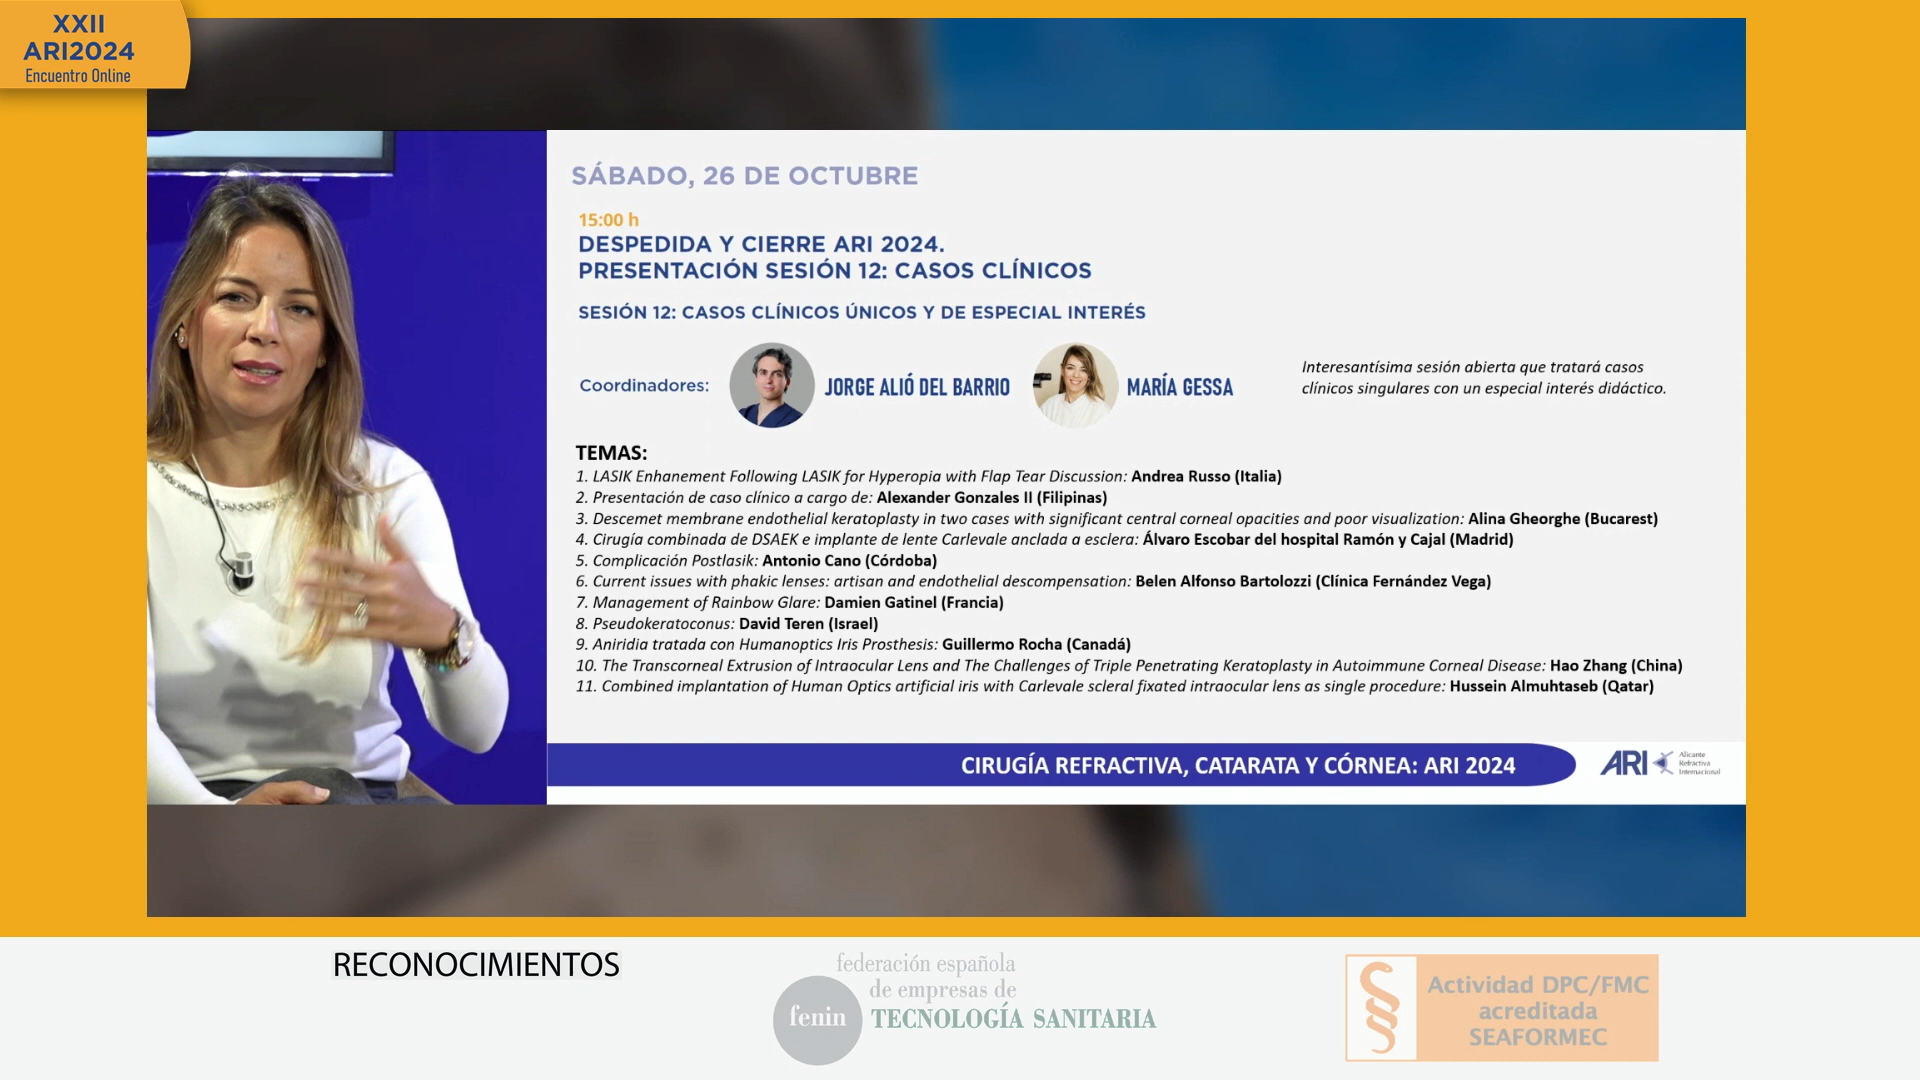 XXII
ARI2024
Encuentro Online
SÁBADO, 26 DE OCTUBRE
15:00 h
DESPEDIDA Y CIERRE ARI 2024.
PRESENTACIÓN SESIÓN 12: CASOS CLÍNICOS
SESIÓN 12: CASOS CLÍNICOS ÚNICOS Y DE ESPECIAL INTERÉS
Coordinadores: JORGE ALIÓ DEL BARRIO MARÍA GESSA
Interesantísima sesión abierta que tratará casos
clínicos singulares con un especial interés didáctico.
TEMAS:
1. LASIK Enhanement Following LASIK for Hyperopia with Flap Tear Discussion: Andrea Russo (Italia)
2. Presentación de caso clínico a cargo de: Alexander Gonzales II (Filipinas)
3. Descemet membrane endothelial keratoplasty in two cases with significant central corneal opacities and poor visualization: Alina Gheorghe (Bucarest)
4. Cirugía combinada de DSAEK e implante de lente Carlevale anclada a esclera: Álvaro Escobar del hospital Ramón y Cajal (Madrid)
5. Complicación Postlasik: Antonio Cano (Córdoba)
6. Current issues with phakic lenses: artisan and endothelial descompensation: Belen Alfonso Bartolozzi (Clínica Fernández Vega)
7. Management of Rainbow Glare: Damien Gatinel (Francia)
8. Pseudokeratoconus: David Teren (Israel)
9. Aniridia tratada con Humanoptics Iris Prosthesis: Guillermo Rocha (Canadá)
10. The Transcorneal Extrusion of Intraocular Lens and The Challenges of Triple Penetrating Keratoplasty in Autoimmune Corneal Disease: Hao Zhang (China)
11. Combined implantation of Human Optics artificial iris with Carlevale scleral fixated intraocular lens as single procedure: Hussein Almuhtaseb (Qatar)
CIRUGÍA REFRACTIVA, CATARATA Y CÓRNEA: ARI 2024
ARI
Alicante
Refractiva
Internacional
RECONOCIMIENTOS
federación española
de empresas de
fenin TECNOLOGÍA SANITARIA
Actividad DPC/FMC
acreditada
SEAFORMEC